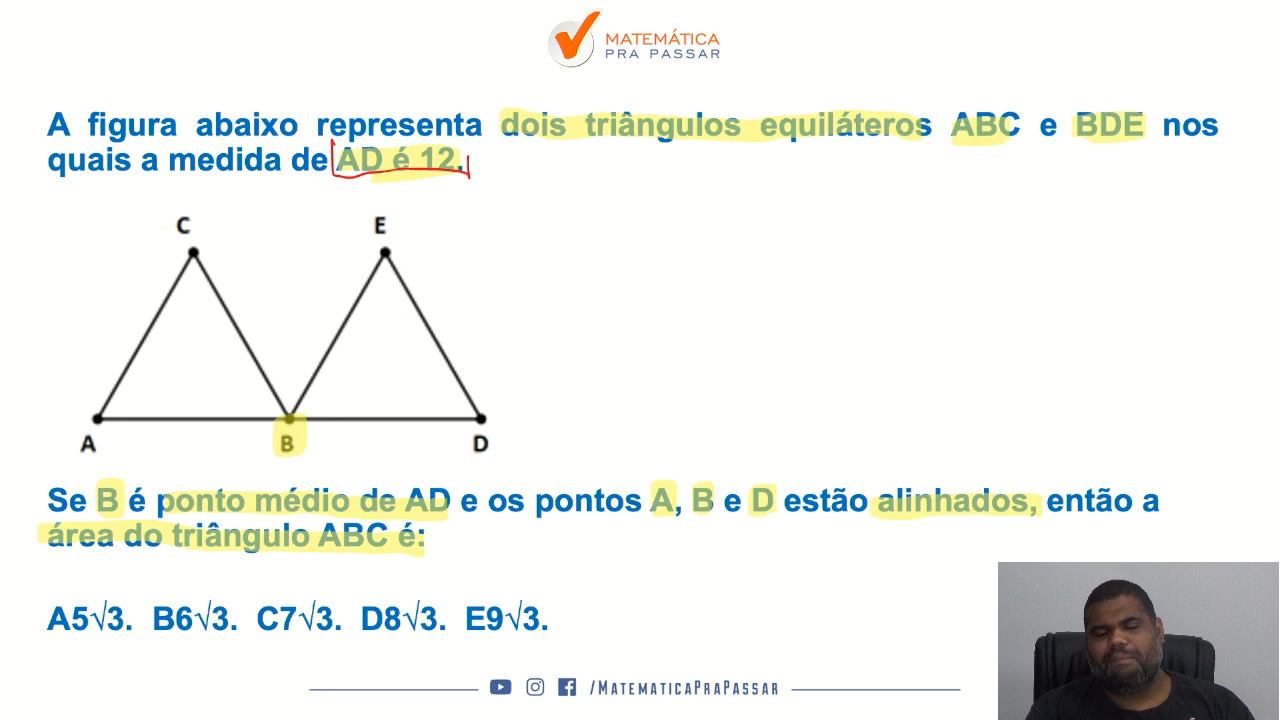 MATEMÁTICA
PRA PASSAR
A figura abaixo representa dois triângulos equiláteros ABC e BDE nos
quais a medida de AD é 12.
C
E
A
B
D
Se B é ponto médio de AD e os pontos A, B e D estão alinhados, então a
área do triângulo ABC é:
A5√3. B6√3. C7√3. D8√3. E9√3.
/MATEMATICAPRAPASSAR